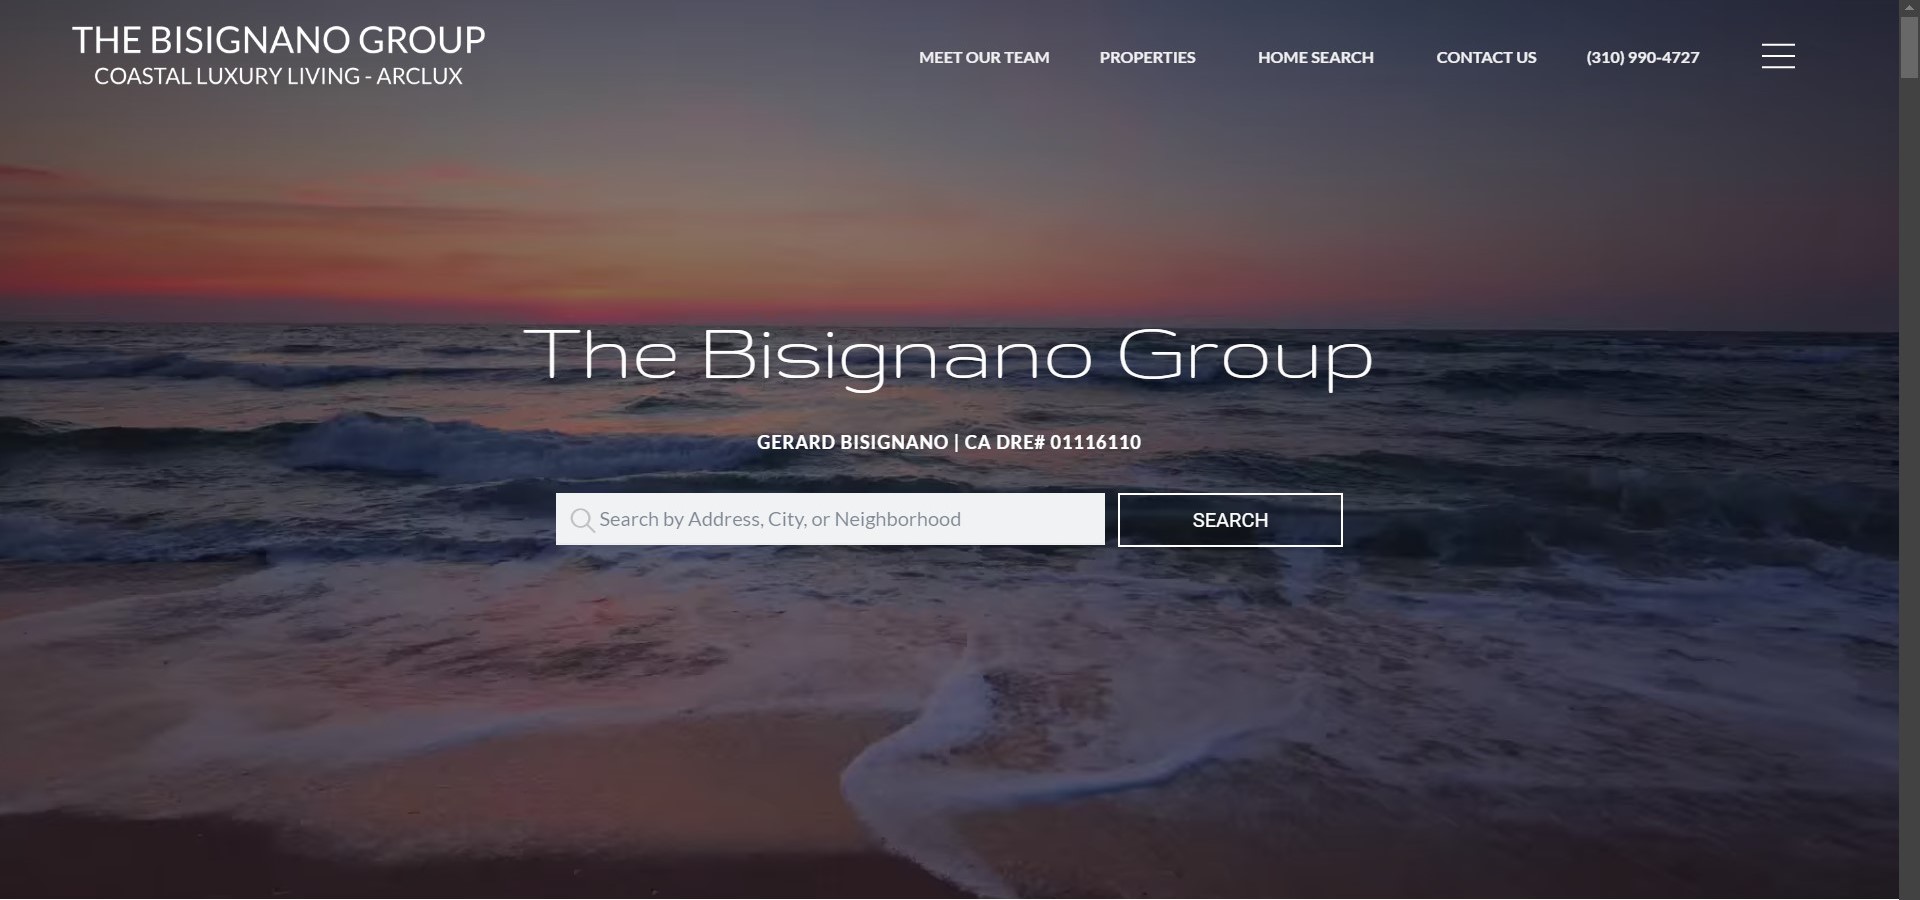 THE BISIGNANO GROUP
COASTAL LUXURY LIVING - ARCLUX
MEET OUR TEAM
PROPERTIES
HOME SEARCH
CONTACT US
(310) 990-4727
The Bisignano Group
GERARD BISIGNANO | CA DRE# 01116110
Search by Address, City, or Neighborhood
SEARCH